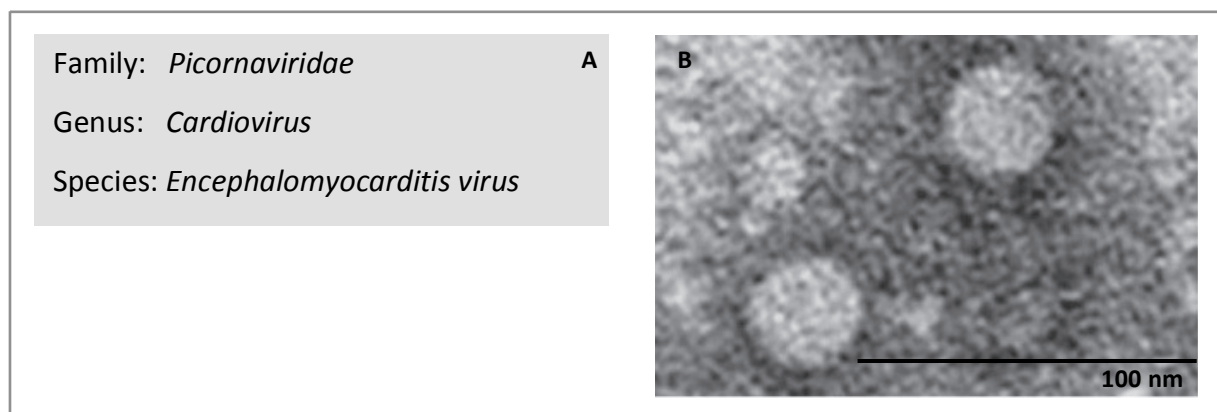 Family: Picornaviridae
A
Genus: Cardiovirus
Species: Encephalomyocarditis virus
B
100 nm